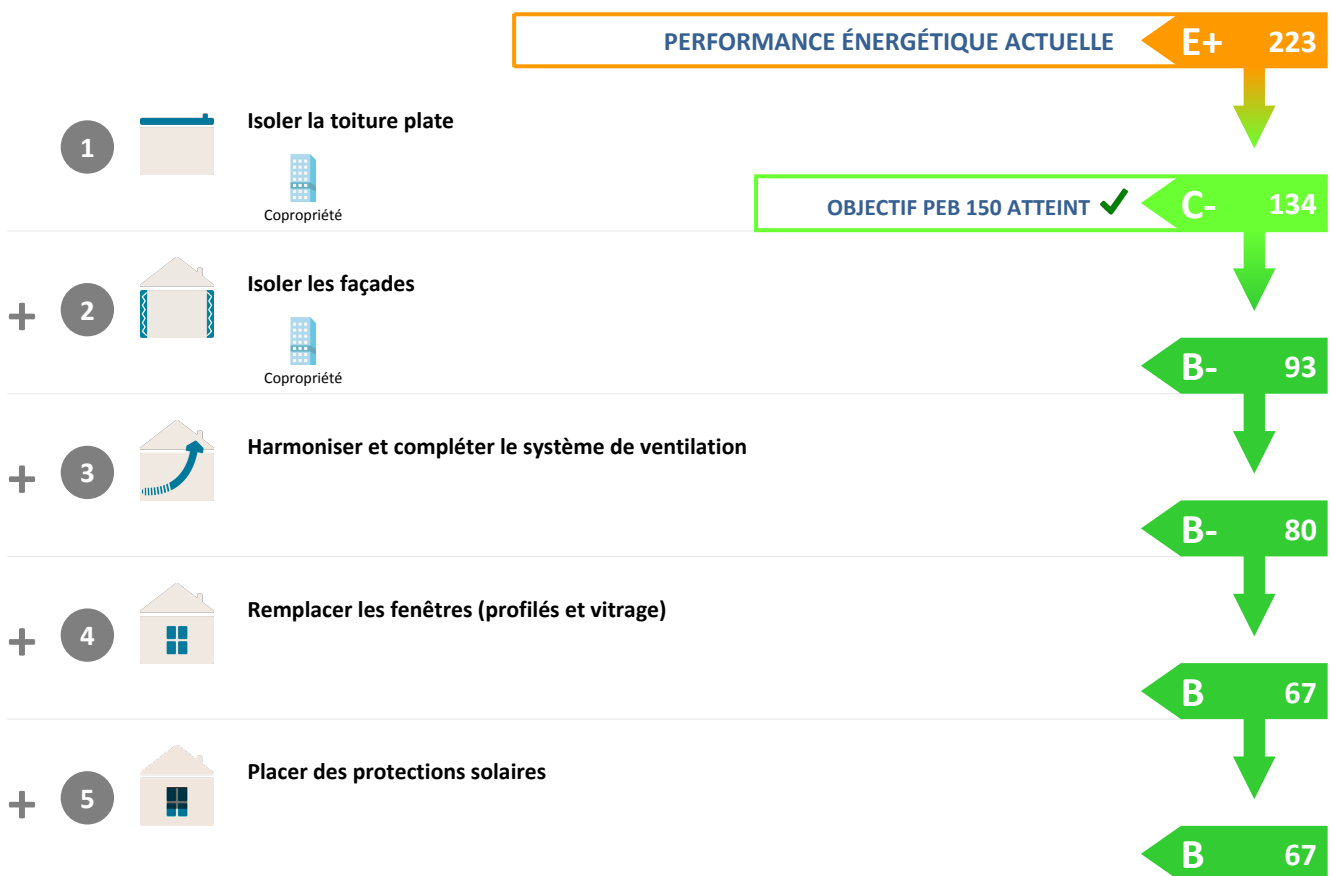 PERFORMANCE ÉNERGÉTIQUE ACTUELLE E+ 223
1 Isoler la toiture plate
Copropriété
OBJECTIF PEB 150 ATTEINT ✔ C- 134
+ 2 Isoler les façades
Copropriété
B- 93
+ 3 Harmoniser et compléter le système de ventilation
B- 80
+ 4 Remplacer les fenêtres (profilés et vitrage)
B 67
+ 5 Placer des protections solaires
B 67